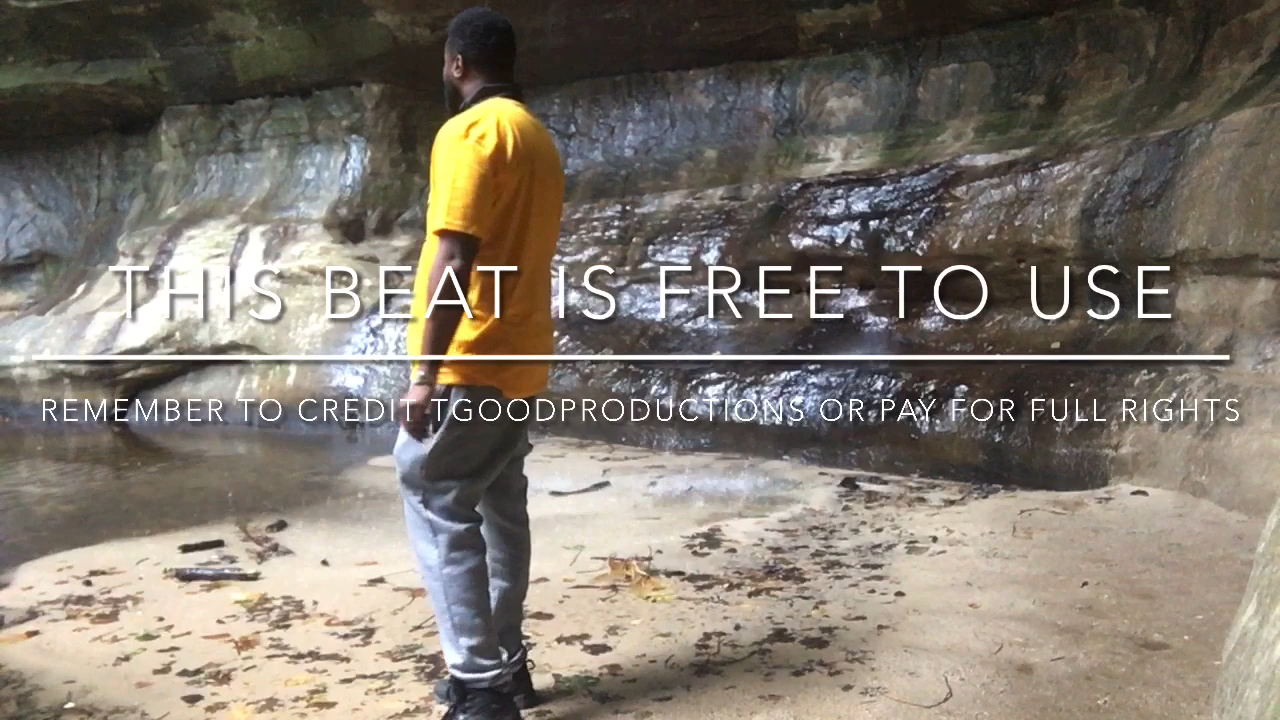 THIS BEAT IS FREE TO USE
REMEMBER TO CREDIT TGOODPRODUCTIONS OR PAY FOR FULL RIGHTS